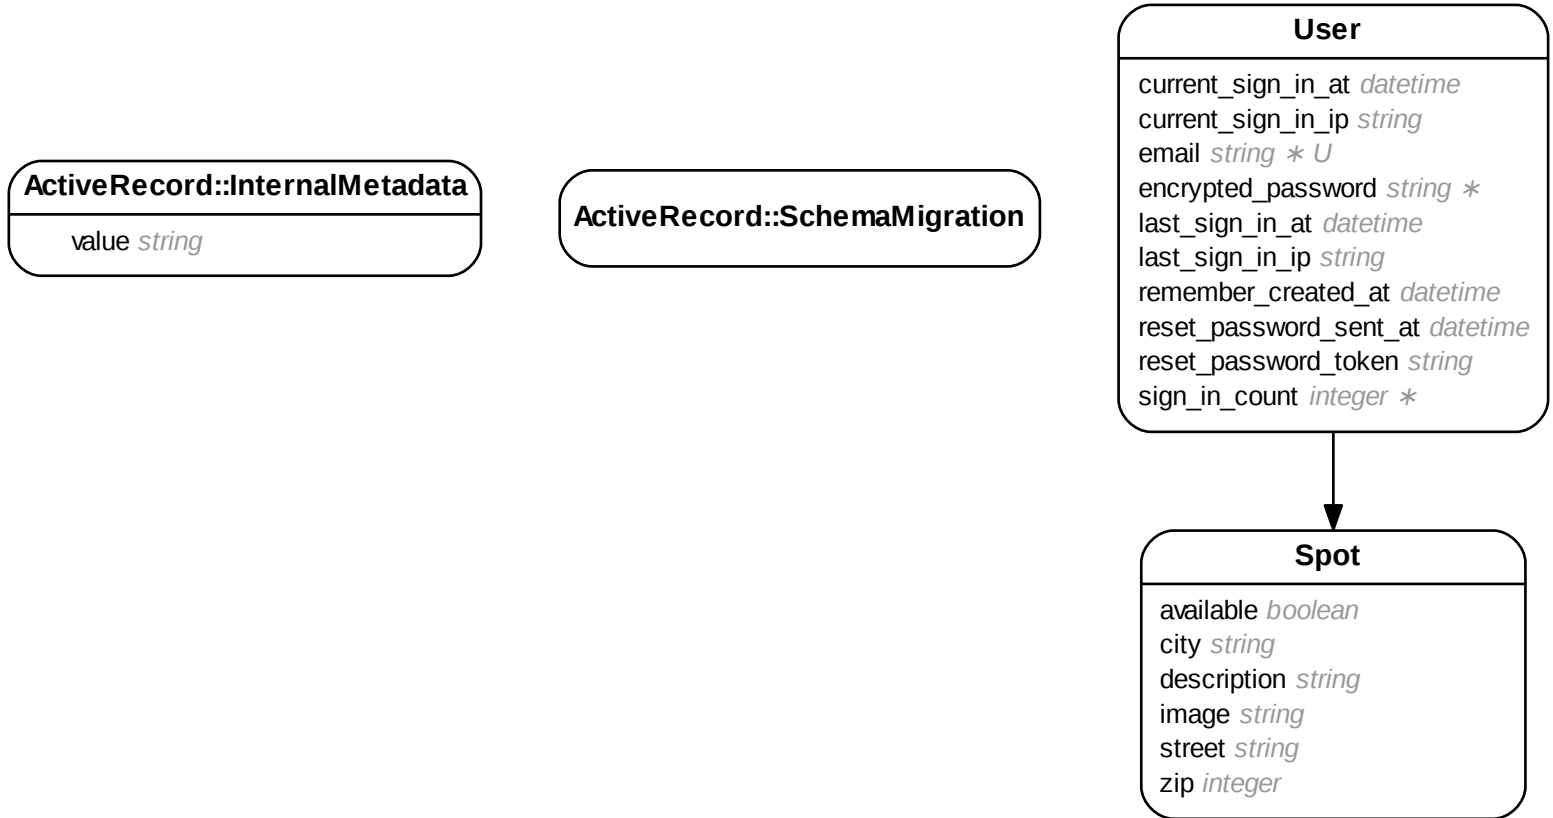 ActiveRecord::InternalMetadata
value string
ActiveRecord::SchemaMigration
User
current_sign_in_at datetime
current_sign_in_ip string
email string ∗ U
encrypted_password string ∗
last_sign_in_at datetime
last_sign_in_ip string
remember_created_at datetime
reset_password_sent_at datetime
reset_password_token string
sign_in_count integer ∗
Spot
available boolean
city string
description string
image string
street string
zip integer